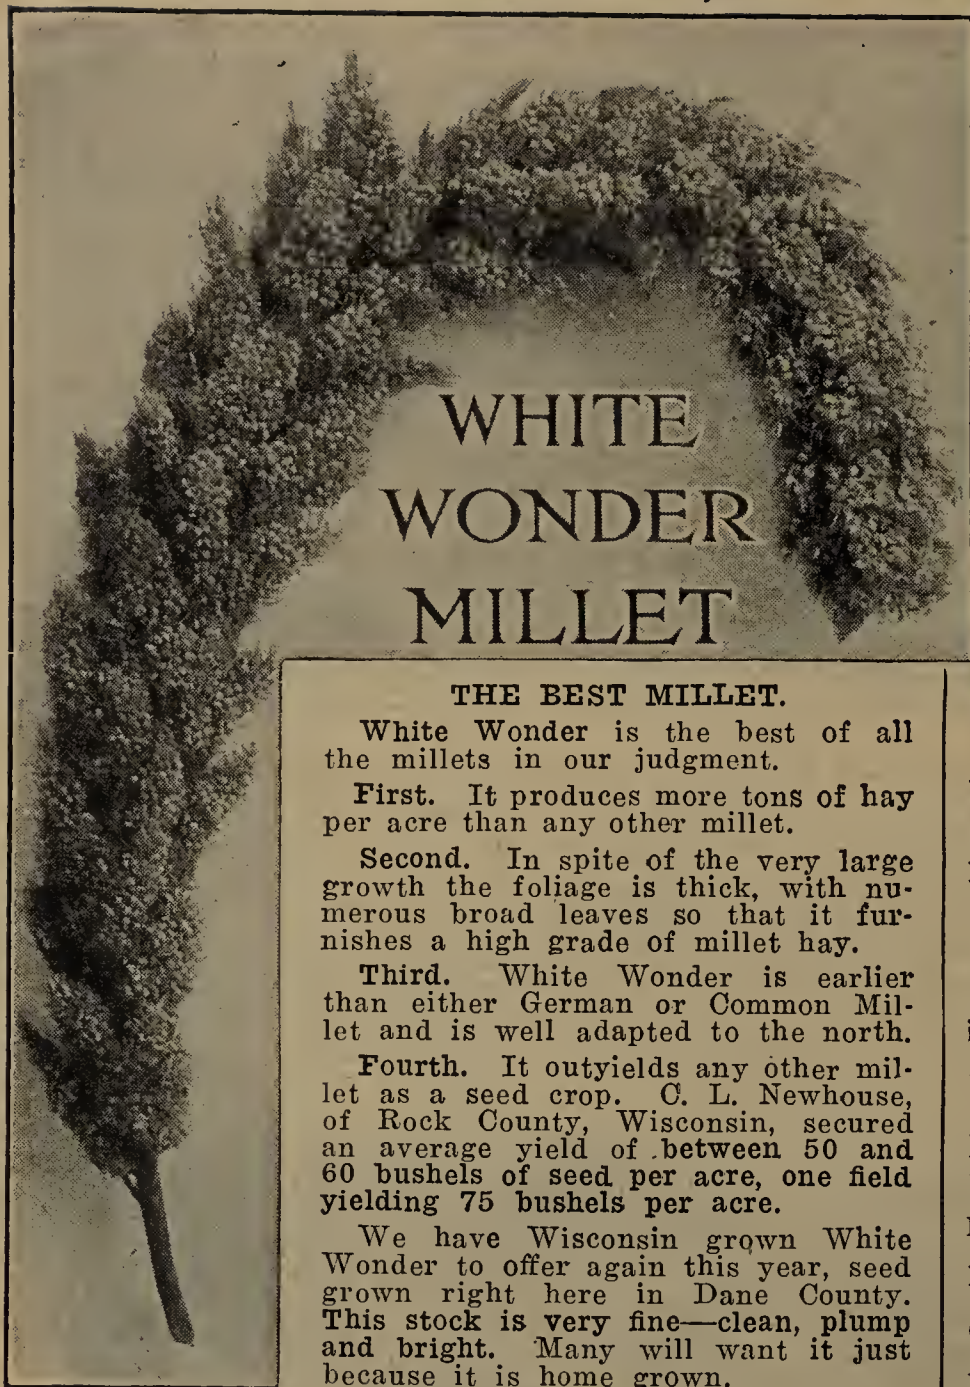 WHITE
WONDER
MILLET
THE BEST MILLET.
White Wonder is the best of all
the millets in our judgment.
First. It produces more tons of hay
per acre than any other millet.
Second. In spite of the very large
growth the foliage is thick, with nu-
merous broad leaves so that it fur-
nishes a high grade of millet hay.
Third. White Wonder is earlier
than either German or Common Mil-
let and is well adapted to the north.
Fourth. It outyields any other mil-
let as a seed crop. C. L. Newhouse,
of Rock County, Wisconsin, secured
an average yield of between 50 and
60 bushels of seed per acre, one field
yielding 75 bushels per acre.
We have Wisconsin grown White
Wonder to offer again this year, seed
grown right here in Dane County.
This stock is very fine—clean, plump
and bright. Many will want it just
because it is home grown.